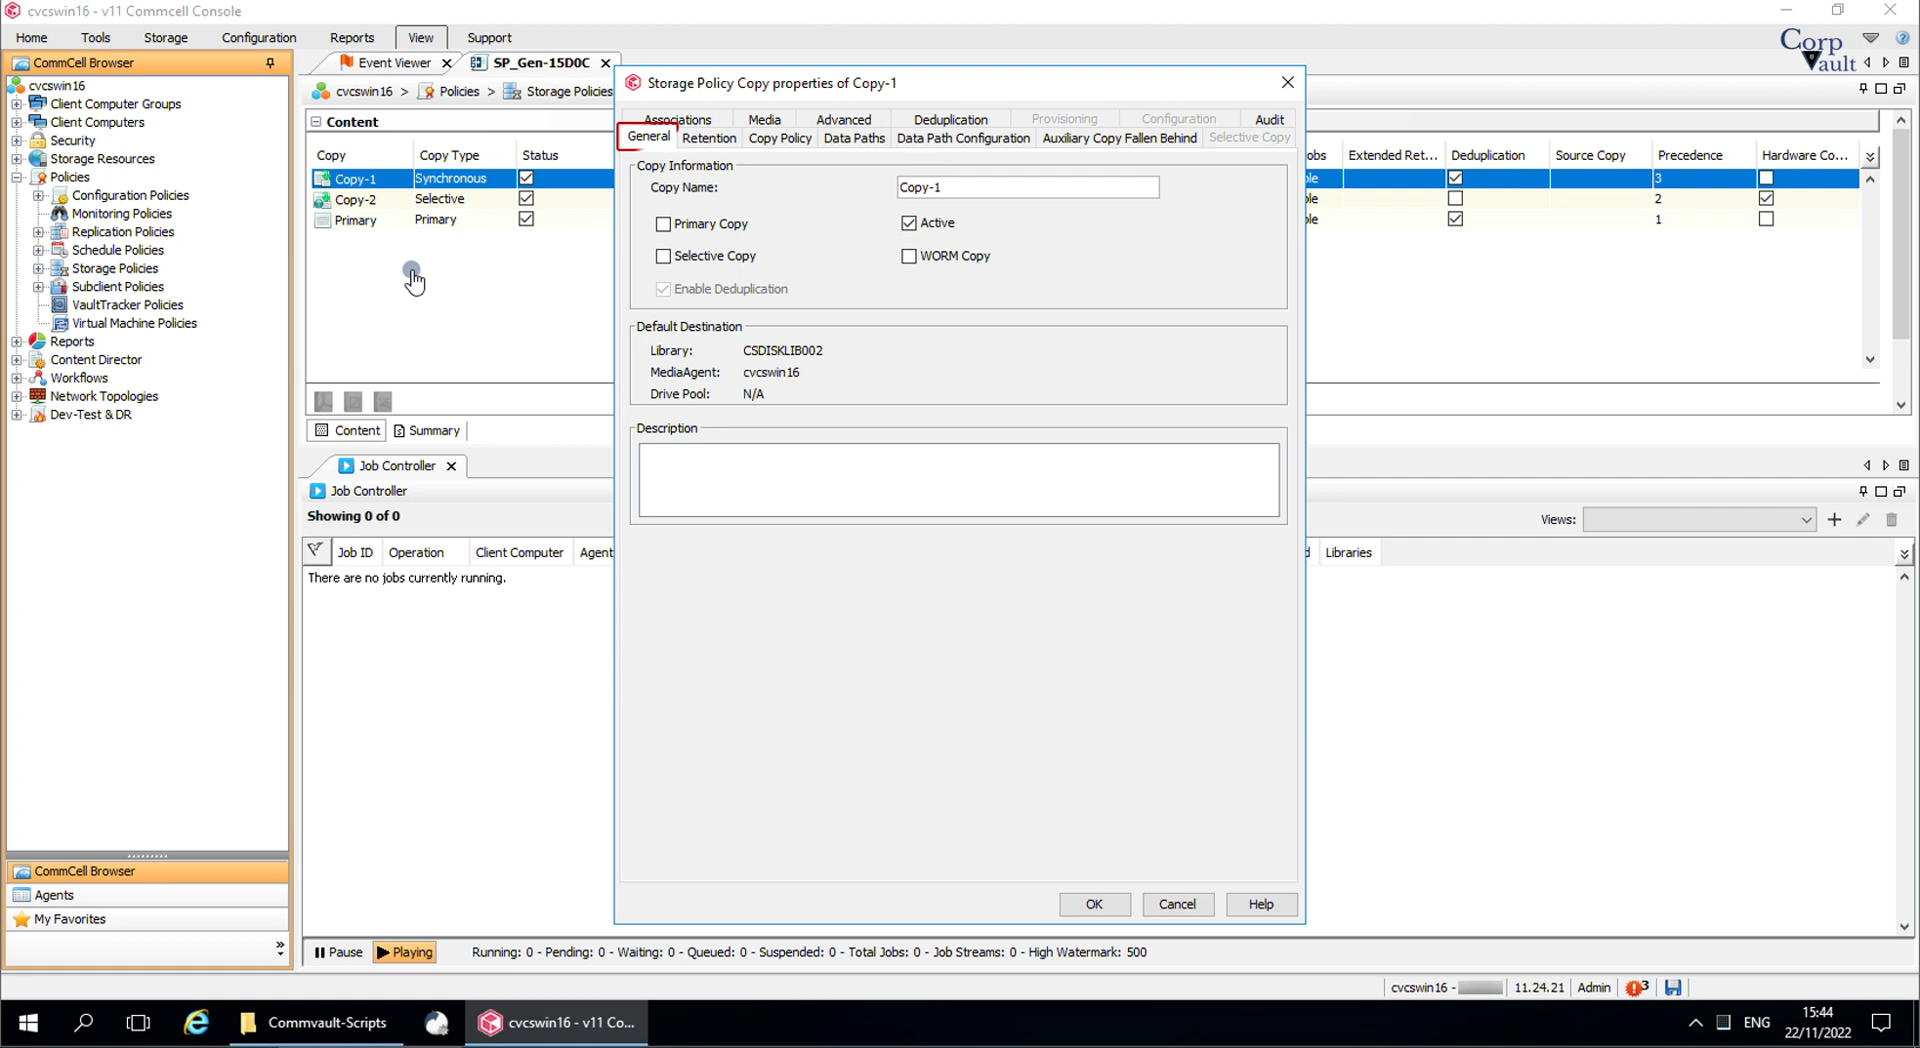 cvcswin16 - v11 Commcell Console
Home Tools Storage Configuration Reports View Support
Corp Vault
CommCell Browser
cvcswin16
Client Computer Groups
Client Computers
Security
Storage Resources
Policies
Configuration Policies
Monitoring Policies
Replication Policies
Schedule Policies
Storage Policies
Subclient Policies
VaultTracker Policies
Virtual Machine Policies
Reports
Content Director
Workflows
Network Topologies
Dev-Test & DR
CommCell Browser
Agents
My Favorites
Event Viewer SP_Gen-15D0C
cvcswin16 > Policies > Storage Policies
Content
Copy Copy Type Status obs Extended Ret... Deduplication Source Copy Precedence Hardware Co...
Copy-1 Synchronous ble 3
Copy-2 Selective ble 2
Primary Primary ble 1
Content Summary
Storage Policy Copy properties of Copy-1
Associations Media Advanced Deduplication Provisioning Configuration Audit
General Retention Copy Policy Data Paths Data Path Configuration Auxiliary Copy Fallen Behind Selective Copy
Copy Information
Copy Name: Copy-1
Primary Copy Active
Selective Copy WORM Copy
Enable Deduplication
Default Destination
Library: CSDISKLIB002
MediaAgent: cvcswin16
Drive Pool: N/A
Description
OK Cancel Help
Job Controller
Job Controller
Showing 0 of 0
Views:
Job ID Operation Client Computer Agent d Libraries
There are no jobs currently running.
Pause Playing Running: 0 - Pending: 0 - Waiting: 0 - Queued: 0 - Suspended: 0 - Total Jobs: 0 - Job Streams: 0 - High Watermark: 500
cvcswin16 - 11.24.21 Admin 3
Commvault-Scripts cvcswin16 - v11 Co... ENG 15:44
22/11/2022